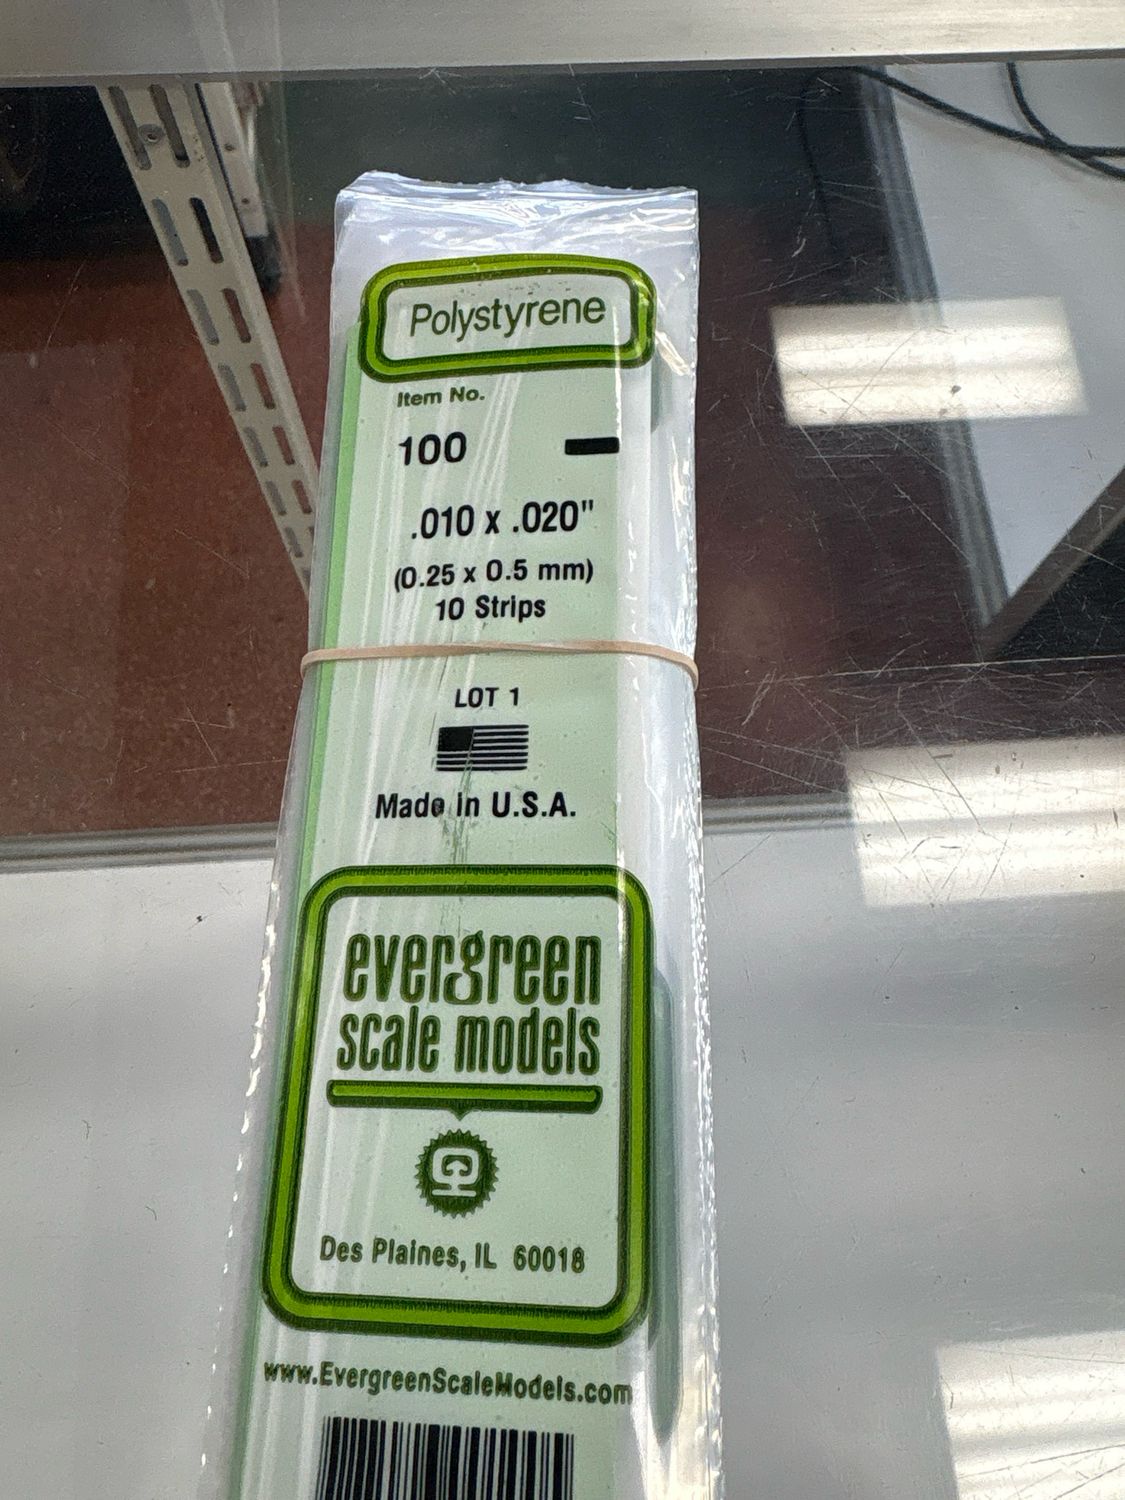 Polystyrene
Item No.
100
.010 x .020"
(0.25 x 0.5 mm)
10 Strips
LOT 1
Made in U.S.A.
evergreen
scale models
Des Plaines, IL 60018
www.EvergreenScaleModels.com